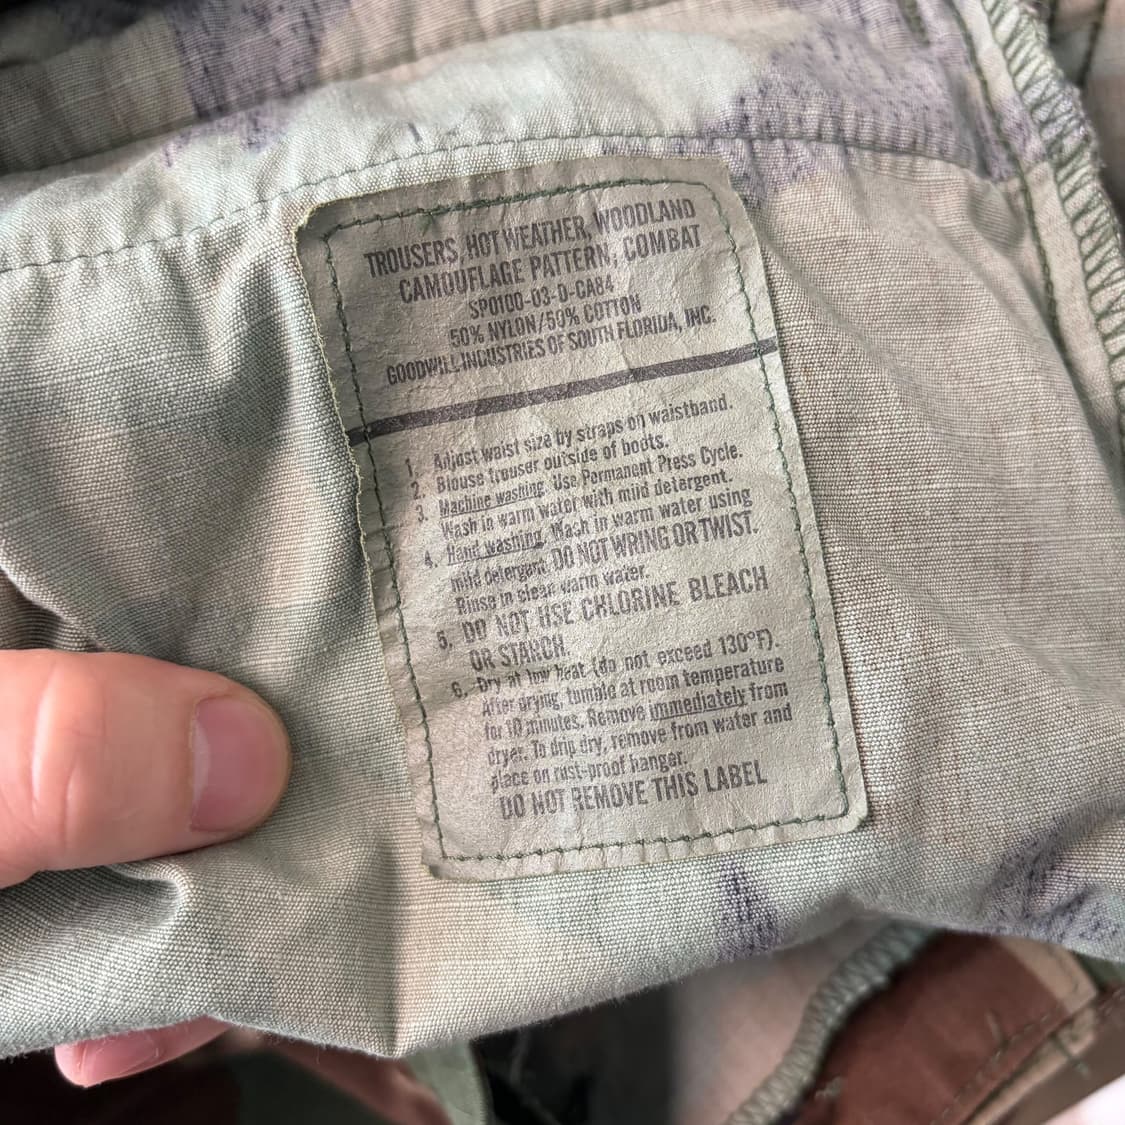 TROUSERS, HOT WEATHER, WOODLAND
CAMOUFLAGE PATTERN, COMBAT
SP0100-03-D-CA84
50% NYLON/50% COTTON
GOODWILL INDUSTRIES OF SOUTH FLORIDA, INC.
1. Adjust waist size by straps on waistband.
2. Blouse trouser outside of boots.
3. Machine washing. Use Permanent Press Cycle.
Wash in warm water with mild detergent.
4. Hand washing. Wash in warm water using
mild detergent. DO NOT WRING OR TWIST.
Rinse in clean warm water.
5. DO NOT USE CHLORINE BLEACH
OR STARCH.
6. Dry at low heat (do not exceed 130°F).
After drying, tumble at room temperature
for 10 minutes. Remove immediately from
dryer. To drip dry, remove from water and
place on rust-proof hanger.
DO NOT REMOVE THIS LABEL